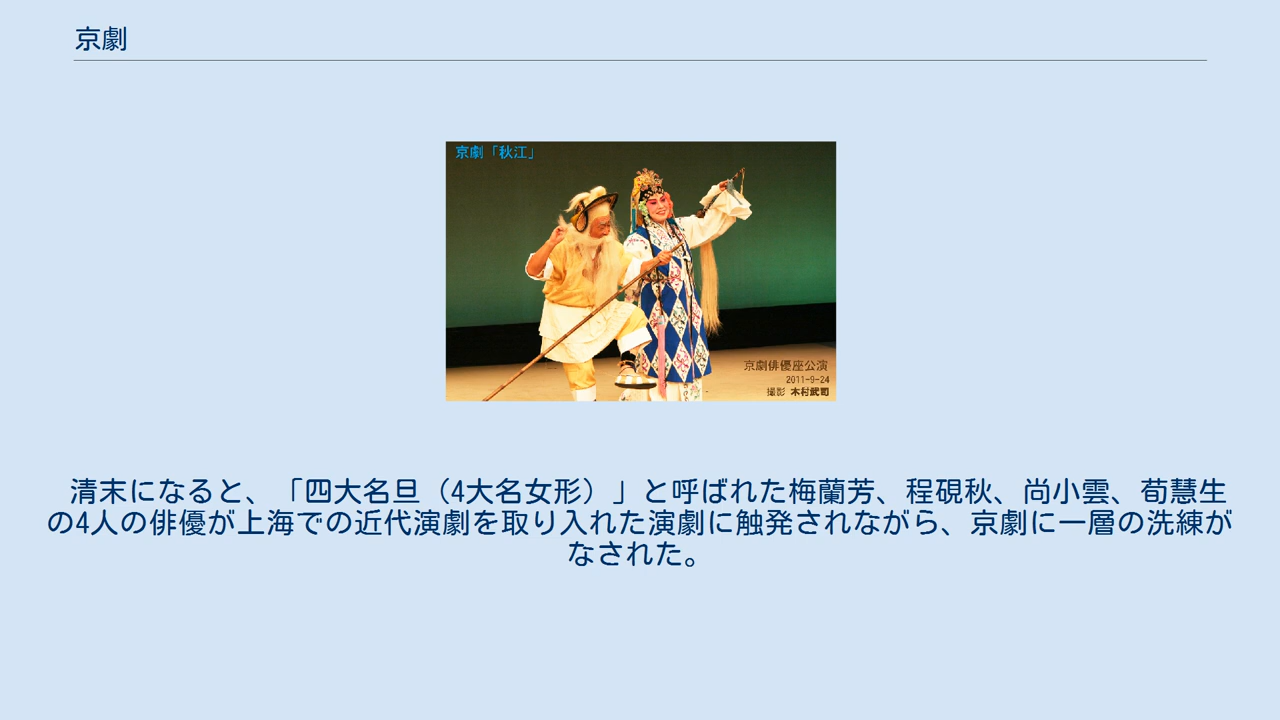 京劇
京劇「秋江」
京劇俳優座公演
2011-9-24
撮影 木村武司
清末になると、「四大名旦（4大名女形）」と呼ばれた梅蘭芳、程硯秋、尚小雲、荀慧生
の4人の俳優が上海での近代演劇を取り入れた演劇に触発されながら、京劇に一層の洗練が
なされた。